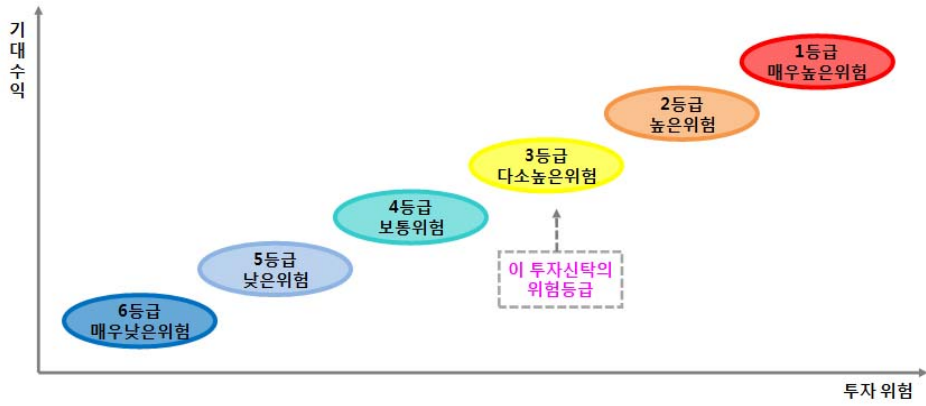 기대수익
1등급
매우높은위험
2등급
높은위험
3등급
다소높은위험
4등급
보통위험
이 투자신탁의
위험등급
5등급
낮은위험
6등급
매우낮은위험
투자 위험